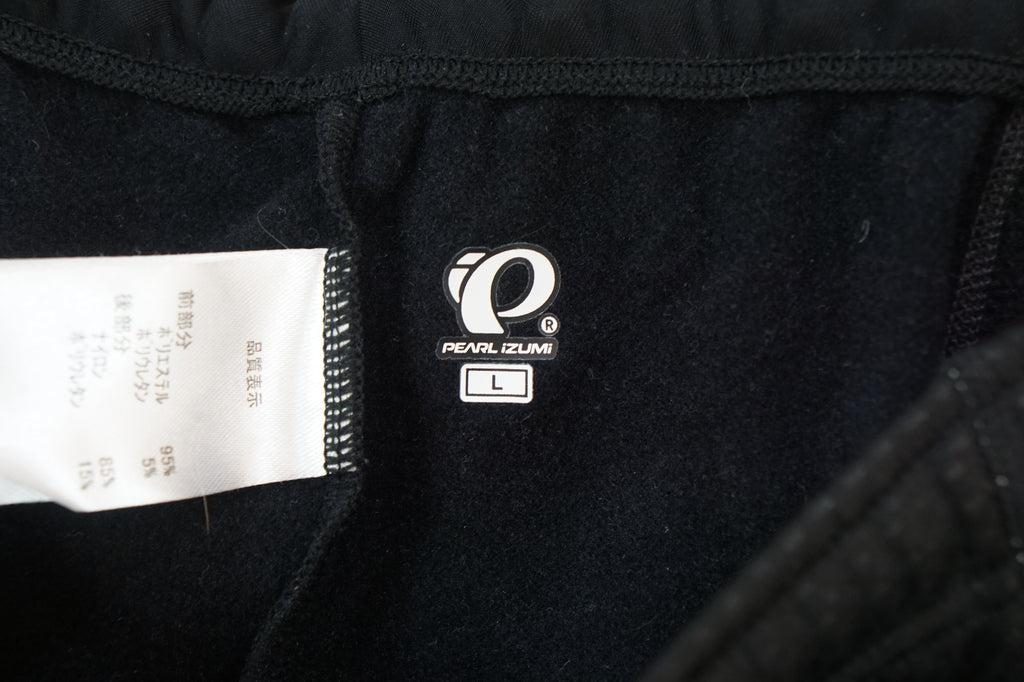 品質表示
前部分
ポリエステル 95%
ポリウレタン 5%
後部分
ナイロン 85%
ポリウレタン 15%
PEARL iZUMi
®
L